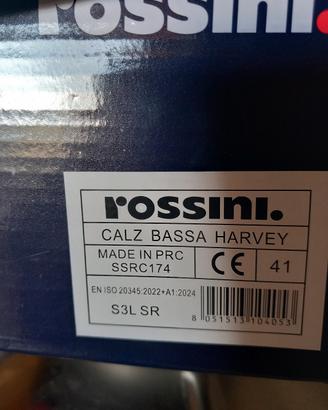 rossini.
rossini.
CALZ BASSA HARVEY
MADE IN PRC
SSRC174
CE
41
EN ISO 20345:2022+A1:2024
S3L SR
8 051513 104053